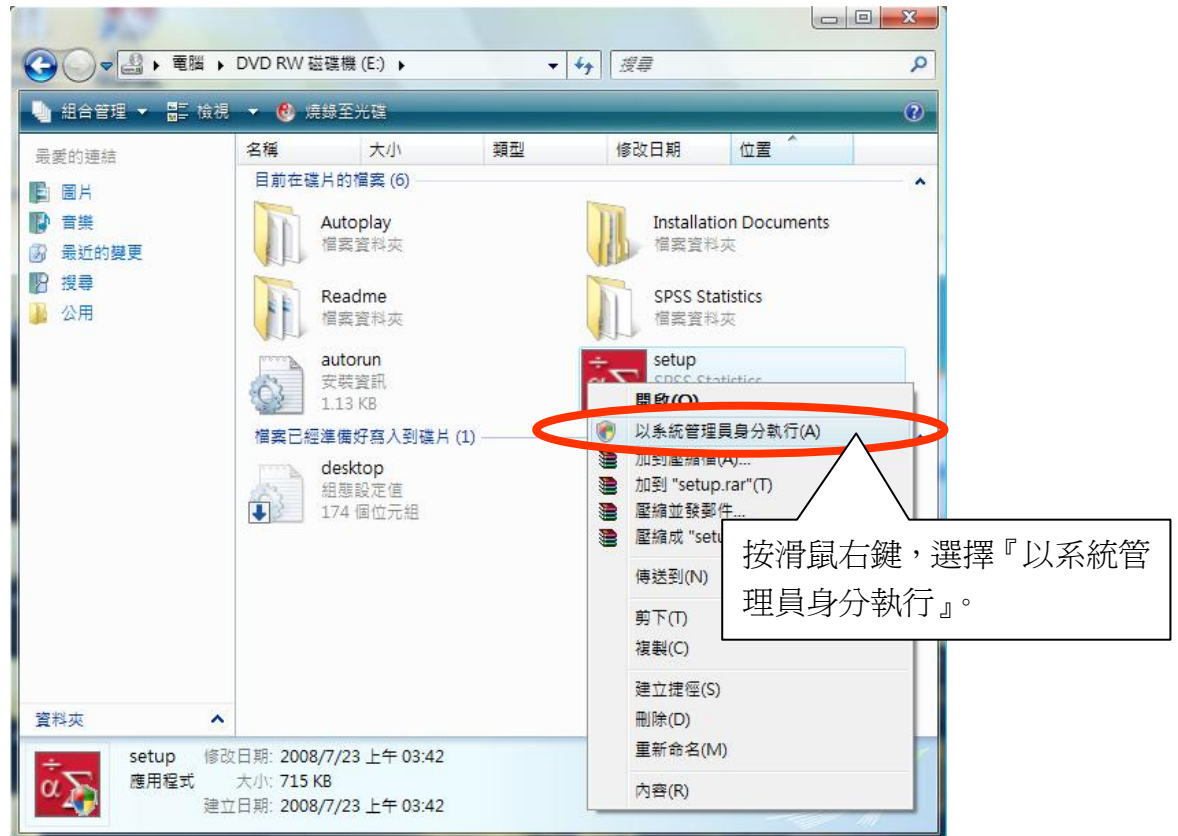 電腦 ▸ DVD RW 磁碟機 (E:) ▸
搜尋
組合管理 檢視 燒錄至光碟
最愛的連結
圖片
音樂
最近的變更
搜尋
公用
資料夾
名稱 大小 類型 修改日期 位置
目前在碟片的檔案 (6)
Autoplay
檔案資料夾
Installation Documents
檔案資料夾
Readme
檔案資料夾
SPSS Statistics
檔案資料夾
autorun
安裝資訊
1.13 KB
setup
SPSS Statistics
檔案已經準備好寫入到碟片 (1)
desktop
組態設定值
174 個位元組
開啟(O)
以系統管理員身分執行(A)
加到壓縮檔(A)...
加到 "setup.rar"(T)
壓縮並發郵件...
壓縮成 "setu
傳送到(N)
剪下(T)
複製(C)
建立捷徑(S)
刪除(D)
重新命名(M)
內容(R)
按滑鼠右鍵，選擇『以系統管
理員身分執行』。
setup 修改日期: 2008/7/23 上午 03:42
應用程式 大小: 715 KB
建立日期: 2008/7/23 上午 03:42